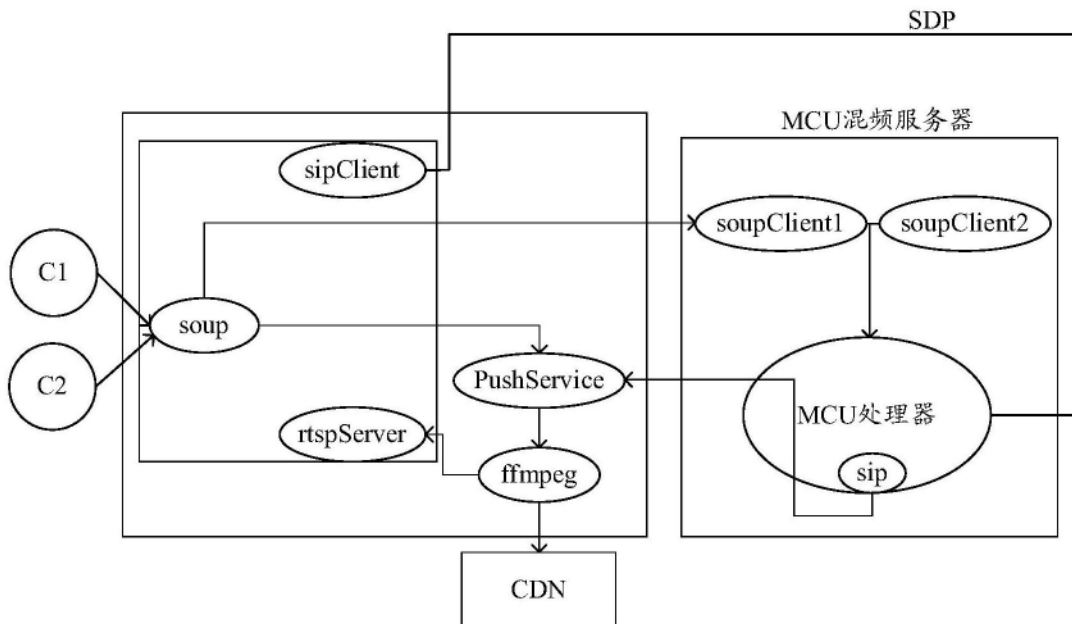 SDP
MCU混频服务器
sipClient
soupClient1
soupClient2
C1
soup
C2
PushService
MCU处理器
rtspServer
ffmpeg
sip
CDN